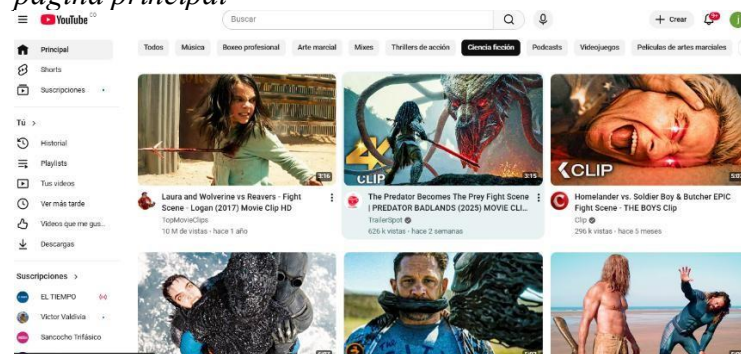 página principal
YouTube CO
Buscar
Crear
9+
j
Principal
Shorts
Suscripciones
Todos
Música
Boxeo profesional
Arte marcial
Mixes
Thrillers de acción
Ciencia ficción
Podcasts
Videojuegos
Películas de artes marciales
Tú
Historial
Playlists
Tus videos
Ver más tarde
Videos que me gus...
Descargas
Suscripciones
EL TIEMPO
Victor Valdivia
Sancocho Trifásico
3:16
Laura and Wolverine vs Reavers - Fight
Scene - Logan (2017) Movie Clip HD
TopMovieClips
10 M de vistas · hace 1 año
4K
CLIP
3:15
The Predator Becomes The Prey Fight Scene
| PREDATOR BADLANDS (2025) MOVIE CLI...
TrailerSpot
626 k vistas · hace 2 semanas
CLIP
Homelander vs. Soldier Boy & Butcher EPIC
Fight Scene - THE BOYS Clip
Clip
296 k vistas · hace 5 meses